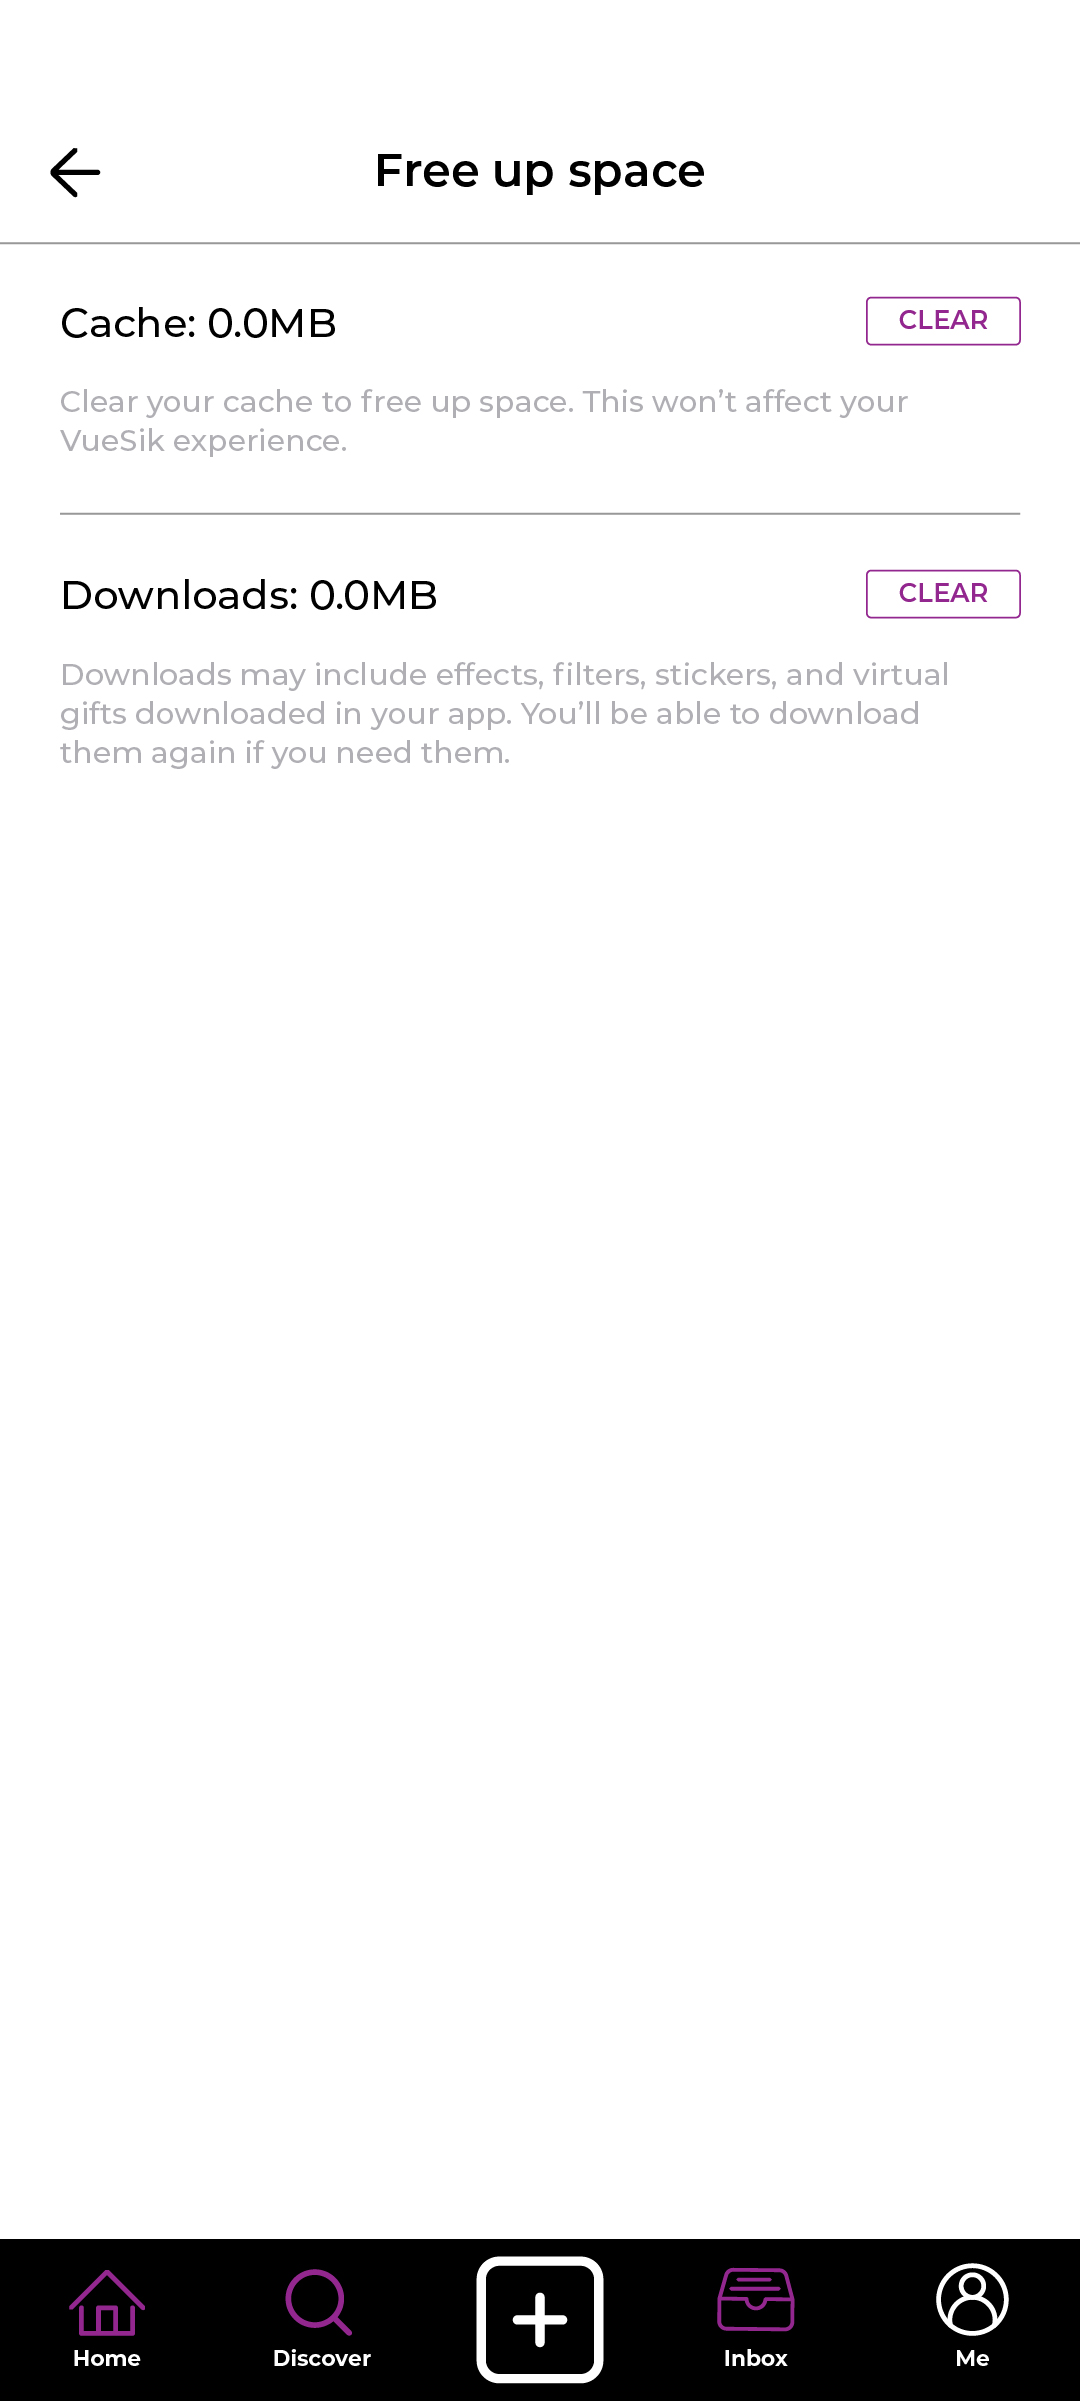 Free up space
Cache: 0.0MB
CLEAR
Clear your cache to free up space. This won’t affect your
VueSik experience.
Downloads: 0.0MB
CLEAR
Downloads may include effects, filters, stickers, and virtual
gifts downloaded in your app. You’ll be able to download
them again if you need them.
Home
Discover
Inbox
Me